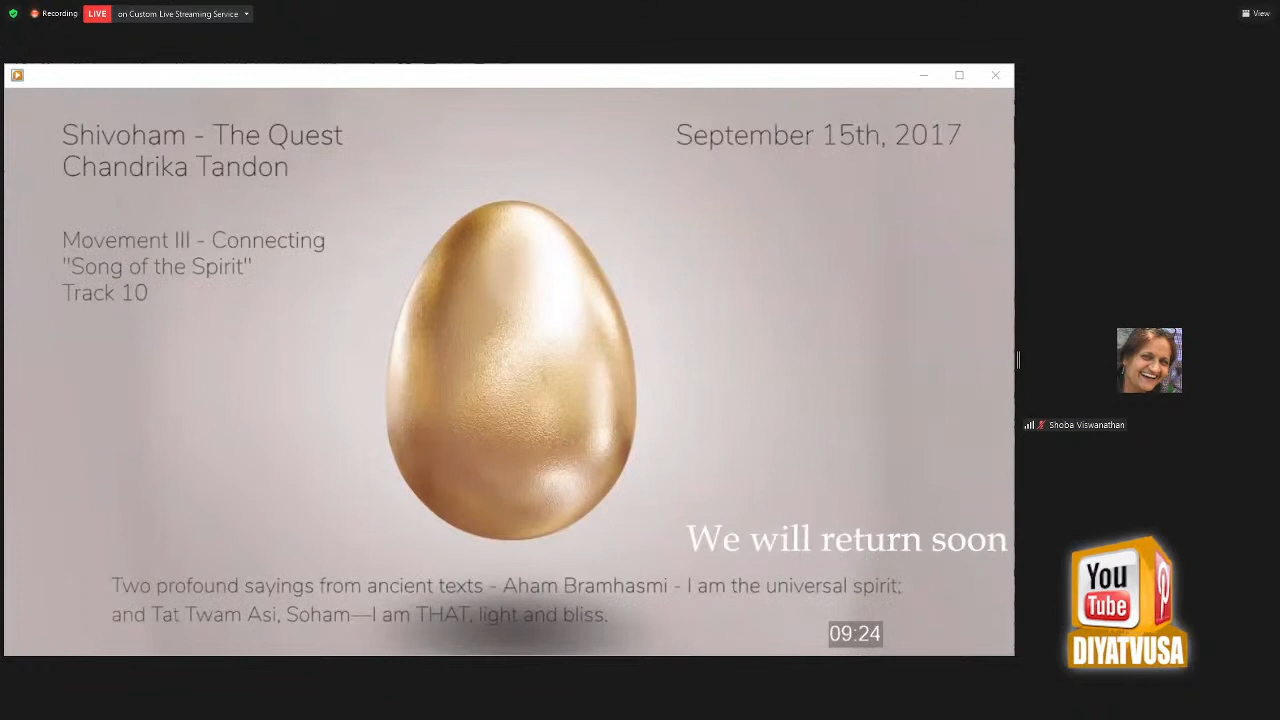 Recording
LIVE
on Custom Live Streaming Service
View
Shivoham - The Quest
Chandrika Tandon
September 15th, 2017
Movement III - Connecting
"Song of the Spirit"
Track 10
Shoba Viswanathan
We will return soon
Two profound sayings from ancient texts - Aham Bramhasmi - I am the universal spirit;
and Tat Twam Asi, Soham—I am THAT, light and bliss.
09:24
You
Tube
DIYATVUSA